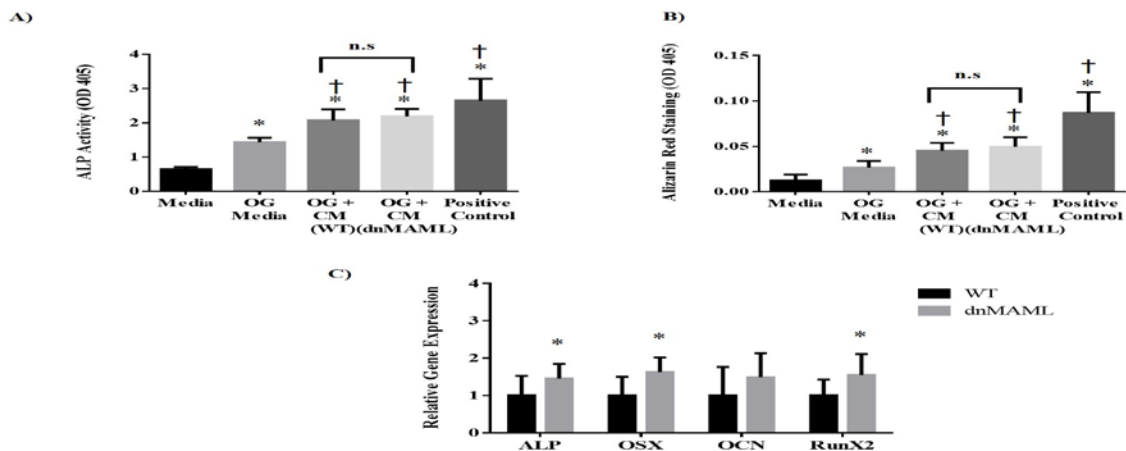 A)
n.s
†
†
†
*
*
*
*
ALP Activity (OD 405)
4
3
2
1
0
Media
OG Media
OG + CM (WT)
OG + CM (dnMAML)
Positive Control
B)
n.s
†
†
†
*
*
*
*
Alizarin Red Staining (OD 405)
0.15
0.10
0.05
0.00
Media
OG Media
OG + CM (WT)
OG + CM (dnMAML)
Positive Control
C)
Relative Gene Expression
4
3
2
1
0
*
*
*
ALP
OSX
OCN
RunX2
WT
dnMAML